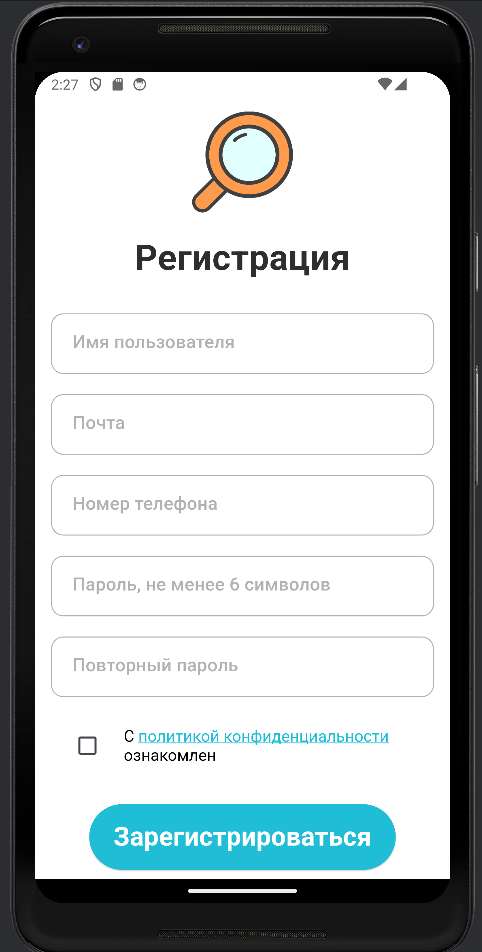 2:27
Регистрация
Имя пользователя
Почта
Номер телефона
Пароль, не менее 6 символов
Повторный пароль
С политикой конфиденциальности
ознакомлен
Зарегистрироваться